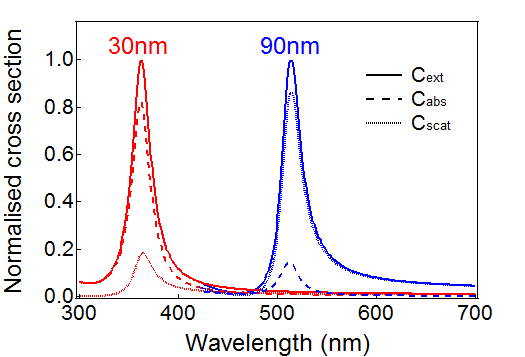 30nm 90nm
Cext
Cabs
Cscat
Normalised cross section
1.0
0.8
0.6
0.4
0.2
0.0
300 400 500 600 700
Wavelength (nm)